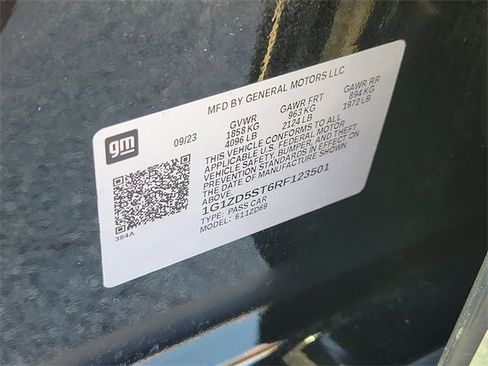 MFD BY GENERAL MOTORS LLC
gm
09/23
GVWR GAWR FRT GAWR RR
1858 KG 963 KG 894 KG
4096 LB 2124 LB 1972 LB
THIS VEHICLE CONFORMS TO ALL
APPLICABLE U.S. FEDERAL MOTOR
VEHICLE SAFETY, BUMPER, AND THEFT
PREVENTION STANDARDS IN EFFECT ON
THE DATE OF MANUFACTURE SHOWN
ABOVE.
1G1ZD5ST6RF123501
TYPE: PASS CAR
MODEL: 611ZD69
384A